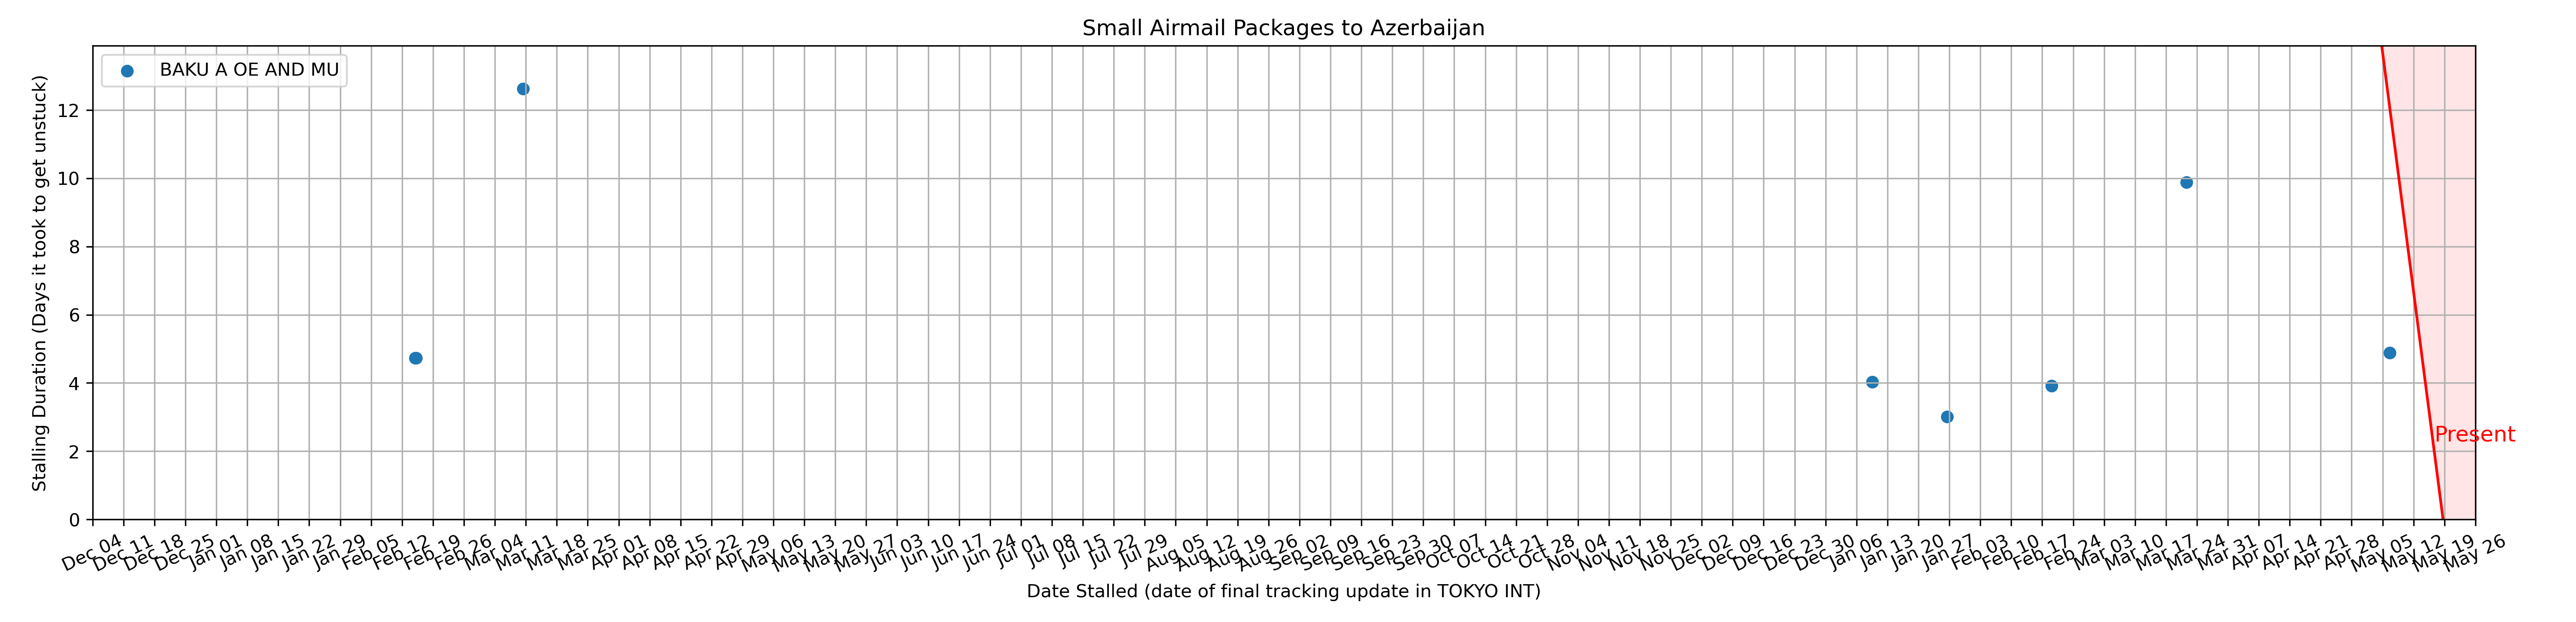 Small Airmail Packages to Azerbaijan
BAKU A OE AND MU
Stalling Duration (Days it took to get unstuck)
12
10
8
6
4
2
0
Present
Dec 04 Dec 11 Dec 18 Dec 25 Jan 01 Jan 08 Jan 15 Jan 22 Jan 29 Feb 05 Feb 12 Feb 19 Feb 26 Mar 04 Mar 11 Mar 18 Mar 25 Apr 01 Apr 08 Apr 15 Apr 22 Apr 29 May 06 May 13 May 20 May 27 Jun 03 Jun 10 Jun 17 Jun 24 Jul 01 Jul 08 Jul 15 Jul 22 Jul 29 Aug 05 Aug 12 Aug 19 Aug 26 Sep 02 Sep 09 Sep 16 Sep 23 Sep 30 Oct 07 Oct 14 Oct 21 Oct 28 Nov 04 Nov 11 Nov 18 Nov 25 Dec 02 Dec 09 Dec 16 Dec 23 Dec 30 Jan 06 Jan 13 Jan 20 Jan 27 Feb 03 Feb 10 Feb 17 Feb 24 Mar 03 Mar 10 Mar 17 Mar 24 Mar 31 Apr 07 Apr 14 Apr 21 Apr 28 May 05 May 12 May 19 May 26
Date Stalled (date of final tracking update in TOKYO INT)